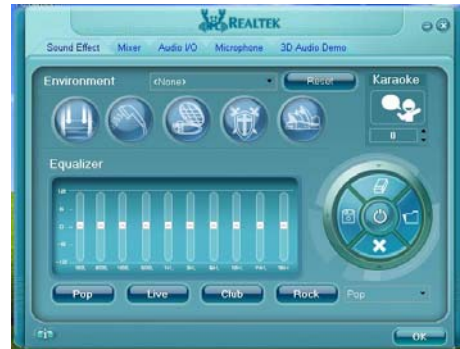 REALTEK
Sound Effect Mixer Audio I/O Microphone 3D Audio Demo
Environment <None> Reset Karaoke
0
Equalizer
Pop Live Club Rock Pop
OK